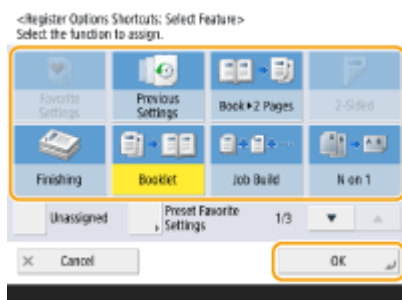 <Register Options Shortcuts: Select Feature>
Select the function to assign.
Favorite Settings
Previous Settings
Book ▸ 2 Pages
2-Sided
Finishing
Booklet
Job Build
N on 1
Unassigned
Preset Favorite Settings
1/3
Cancel
OK